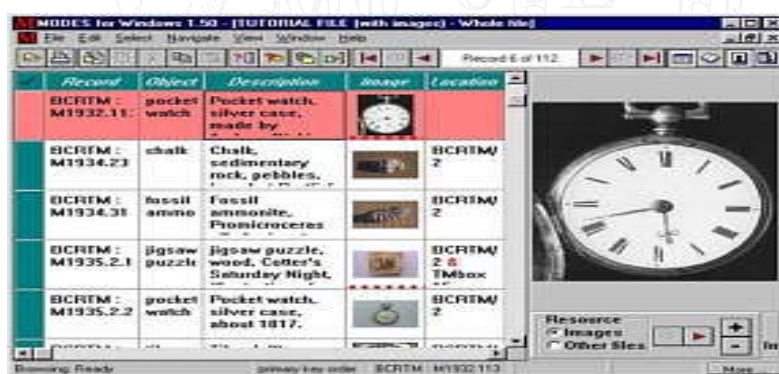 MODES for Windows 1.50 - [TUTORIAL FILE (with images) - Whole file]
File Edit Select Navigate View Window Help
Record 6 of 112
Record Object Description Image Location
BCRTM : pocket Pocket watch,
M1932.11: watch silver case,
made by
BCRTM : chalk Chalk, BCRTM/
M1934.23 sedimentary 2
rock, pebbles,
BCRTM : fossil Fossil BCRTM/
M1934.31 ammo ammonite, 2
Promicroceras
BCRTM : jigsaw jigsaw puzzle, BCRTM/
M1935.2.1 puzzle wood, Cotter's 2 &
Saturday Night, TMbox
BCRTM : pocket Pocket watch, BCRTM/
M1935.2.2 watch silver case, 2
about 1817.
Resource
Images
Other files
+
-
Browsing: Ready primary key order BCRTM : M1932.113 More